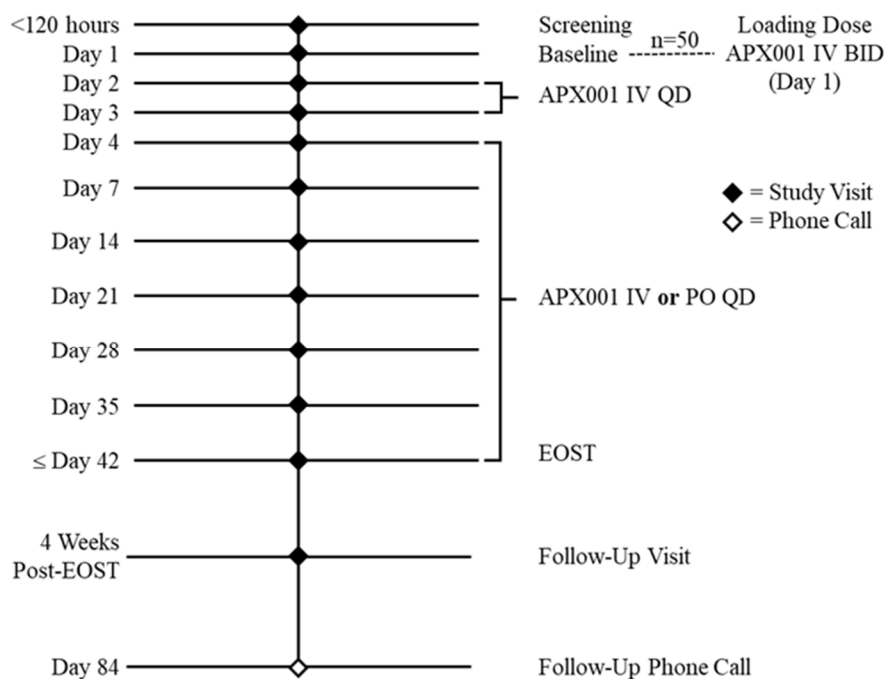 <120 hours
Screening
Loading Dose
Day 1
Baseline
n=50
APX001 IV BID
(Day 1)
Day 2
APX001 IV QD
Day 3
Day 4
Day 7
◆ = Study Visit
◇ = Phone Call
Day 14
Day 21
APX001 IV or PO QD
Day 28
Day 35
≤ Day 42
EOST
4 Weeks
Post-EOST
Follow-Up Visit
Day 84
Follow-Up Phone Call